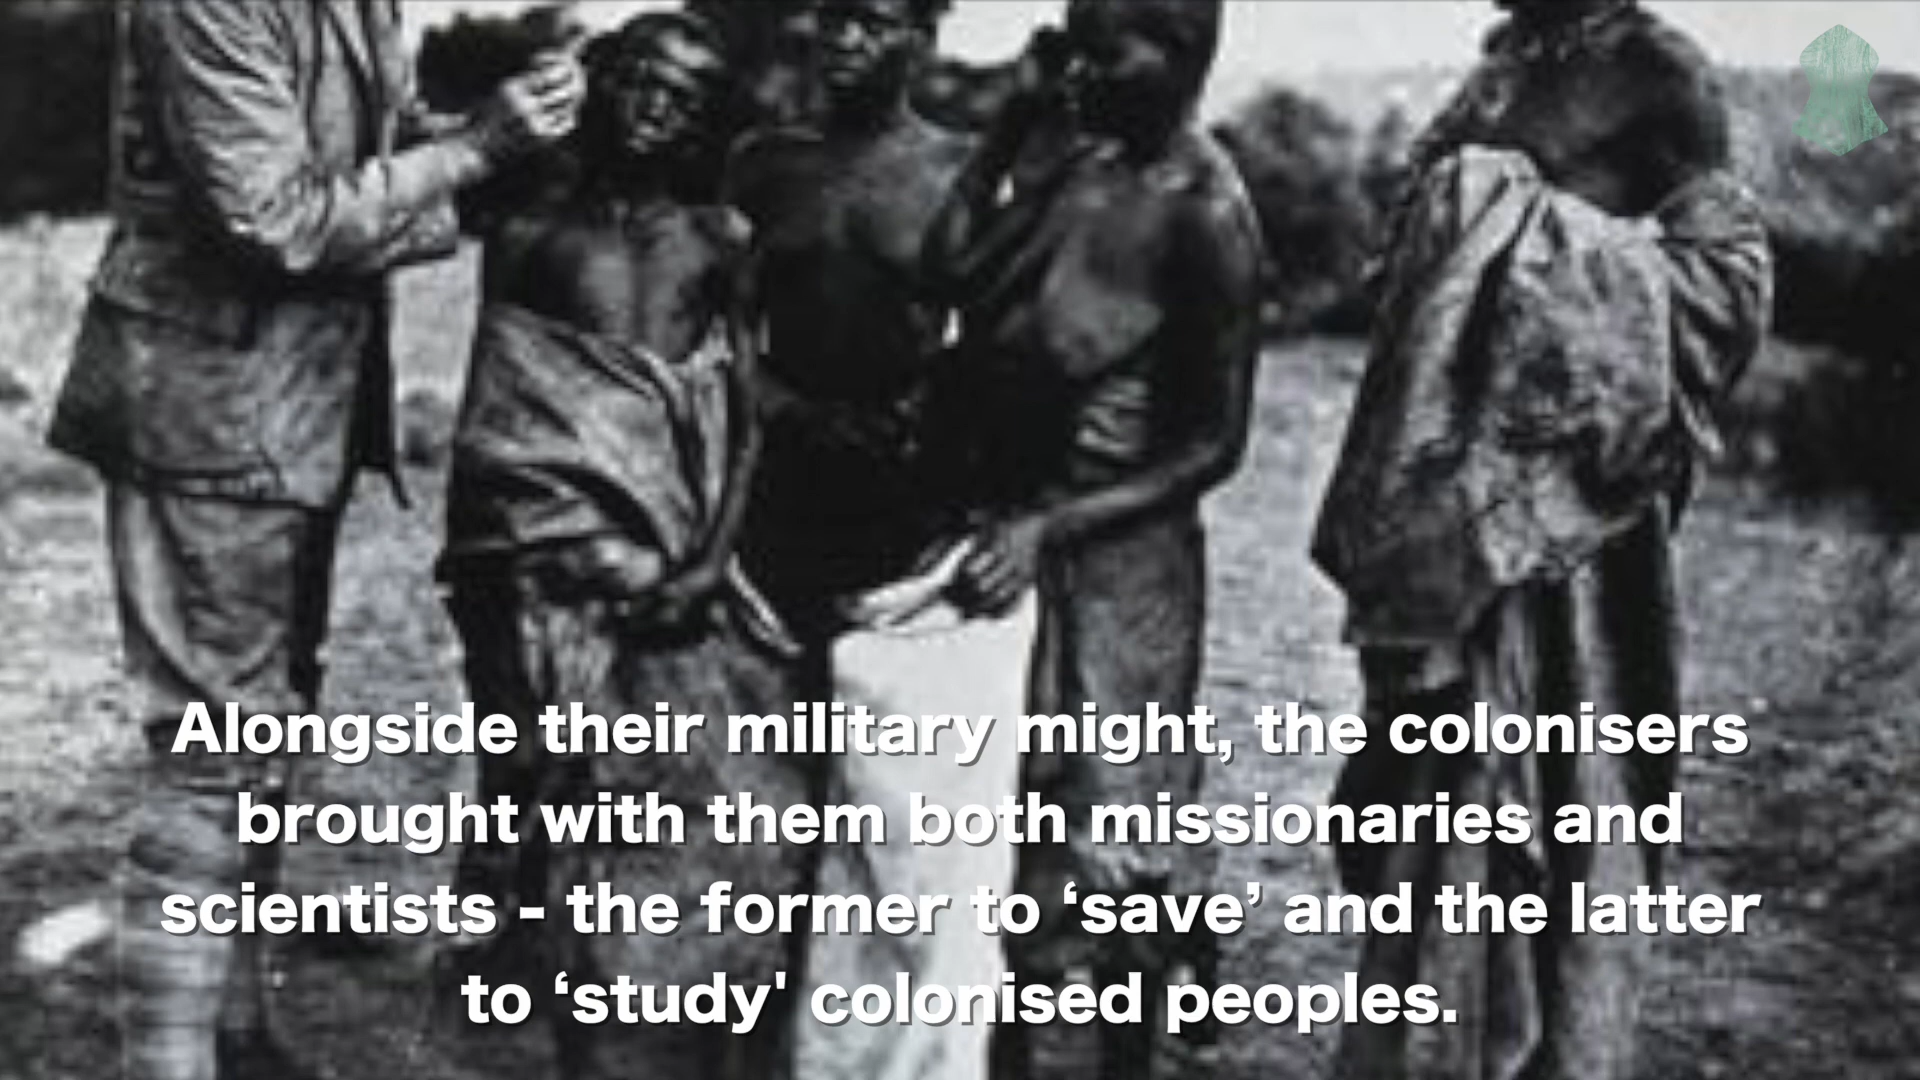 Alongside their military might, the colonisers
brought with them both missionaries and
scientists - the former to ‘save’ and the latter
to ‘study' colonised peoples.